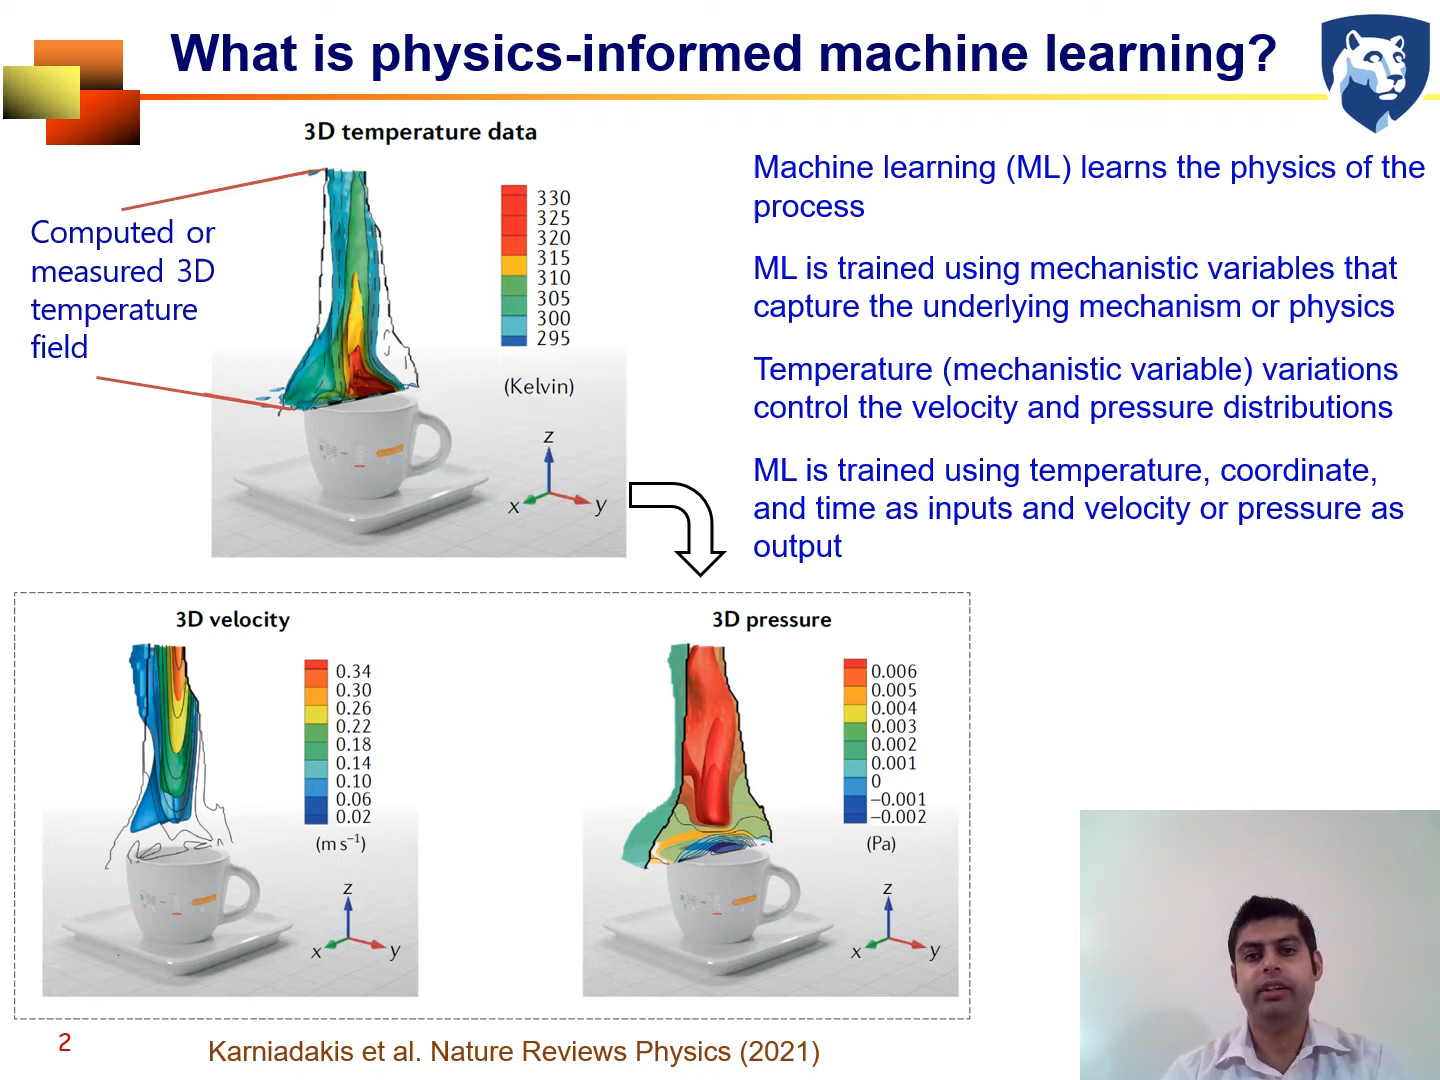 What is physics-informed machine learning?
3D temperature data
Computed or
measured 3D
temperature
field
330
325
320
315
310
305
300
295
(Kelvin)
z
x
y
Machine learning (ML) learns the physics of the
process
ML is trained using mechanistic variables that
capture the underlying mechanism or physics
Temperature (mechanistic variable) variations
control the velocity and pressure distributions
ML is trained using temperature, coordinate,
and time as inputs and velocity or pressure as
output
3D velocity
0.34
0.30
0.26
0.22
0.18
0.14
0.10
0.06
0.02
(m s⁻¹)
z
x
y
3D pressure
0.006
0.005
0.004
0.003
0.002
0.001
0
−0.001
−0.002
(Pa)
z
x
y
2
Karniadakis et al. Nature Reviews Physics (2021)